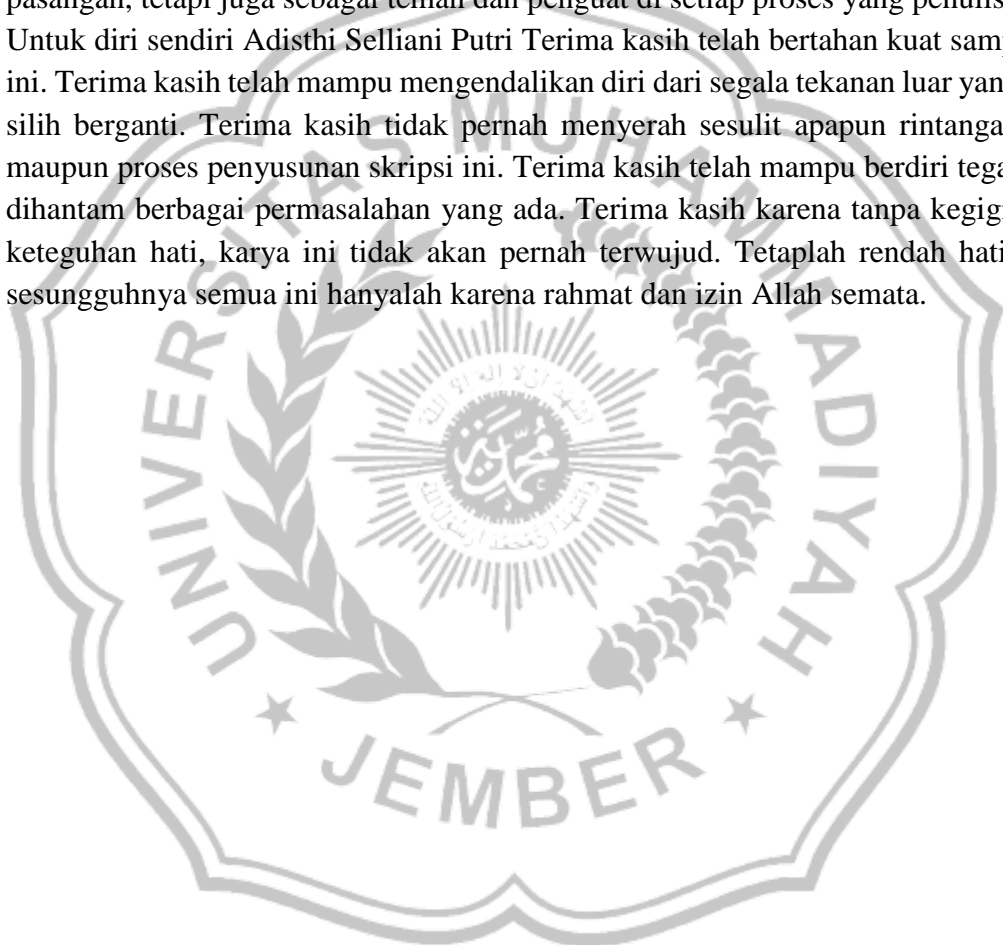 pasangan, tetapi juga sebagai teman dan penguat di setiap proses yang penulis
Untuk diri sendiri Adisthi Selliani Putri Terima kasih telah bertahan kuat samp
ini. Terima kasih telah mampu mengendalikan diri dari segala tekanan luar yan
silih berganti. Terima kasih tidak pernah menyerah sesulit apapun rintanga
maupun proses penyusunan skripsi ini. Terima kasih telah mampu berdiri tega
dihantam berbagai permasalahan yang ada. Terima kasih karena tanpa kegigi
keteguhan hati, karya ini tidak akan pernah terwujud. Tetaplah rendah hati
sesungguhnya semua ini hanyalah karena rahmat dan izin Allah semata.
UNIVERSITAS MUHAMMADIYAH
JEMBER